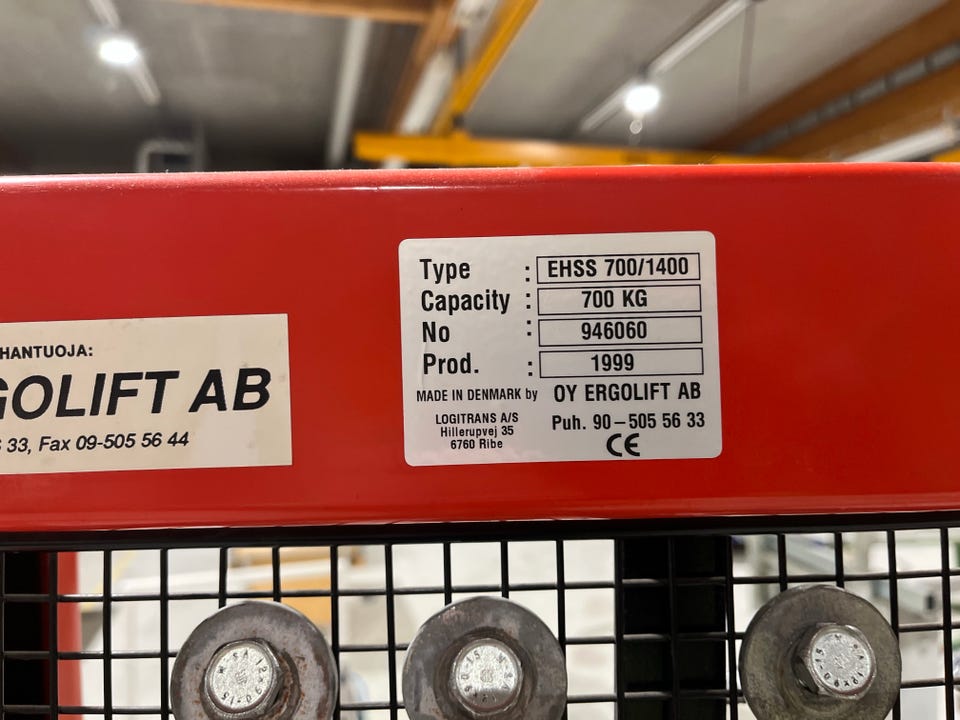 HANTUOJA:
GOLIFT AB
33, Fax 09-505 56 44
Type : EHSS 700/1400
Capacity : 700 KG
No : 946060
Prod. : 1999
MADE IN DENMARK by OY ERGOLIFT AB
LOGITRANS A/S
Hillerupvej 35
6760 Ribe
Puh. 90-505 56 33
CE